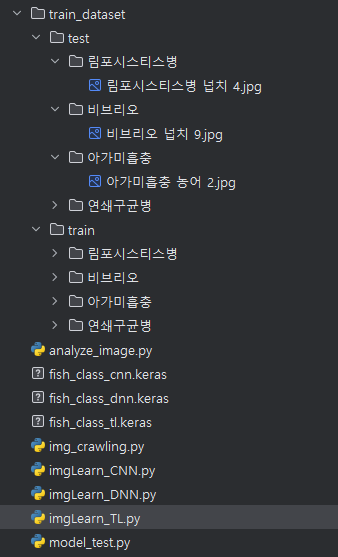 train_dataset
test
림포시스티스병
림포시스티스병 넙치 4.jpg
비브리오
비브리오 넙치 9.jpg
아가미흡충
아가미흡충 농어 2.jpg
연쇄구균병
train
림포시스티스병
비브리오
아가미흡충
연쇄구균병
analyze_image.py
fish_class_cnn.keras
fish_class_dnn.keras
fish_class_tl.keras
img_crawling.py
imgLearn_CNN.py
imgLearn_DNN.py
imgLearn_TL.py
model_test.py